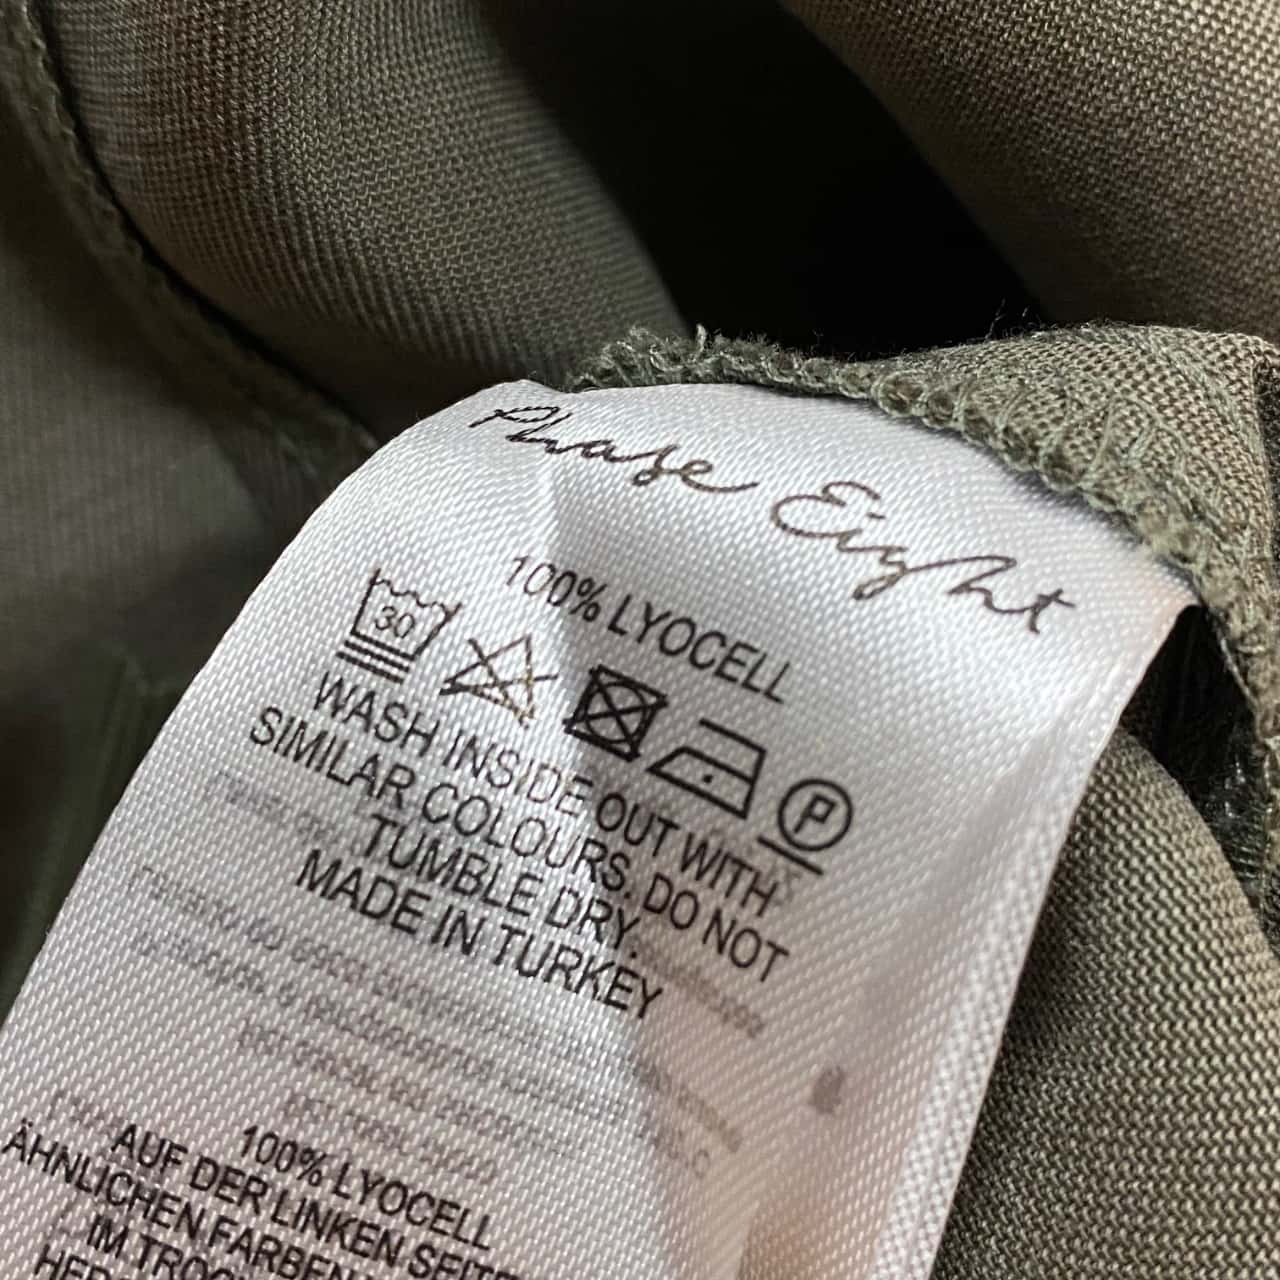 Phase Eight
100% LYOCELL
30
P
WASH INSIDE OUT WITH
SIMILAR COLOURS. DO NOT
TUMBLE DRY.
MADE IN TURKEY
100% LYOCELL
AUF DER LINKEN SEITE
ÄHNLICHEN FARBEN
IM